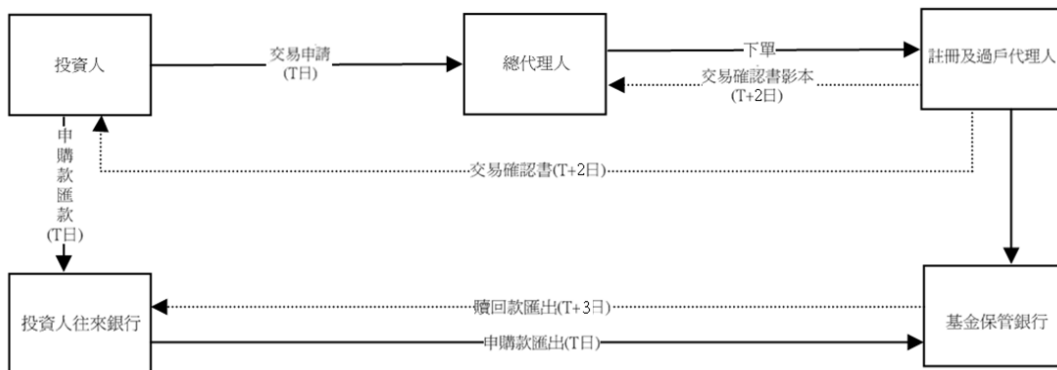 投資人
交易申請
(T日)
總代理人
下單
交易確認書影本
(T+2日)
註冊及過戶代理人
申購款匯款(T日)
交易確認書(T+2日)
投資人往來銀行
贖回款匯出(T+3日)
申購款匯出(T日)
基金保管銀行